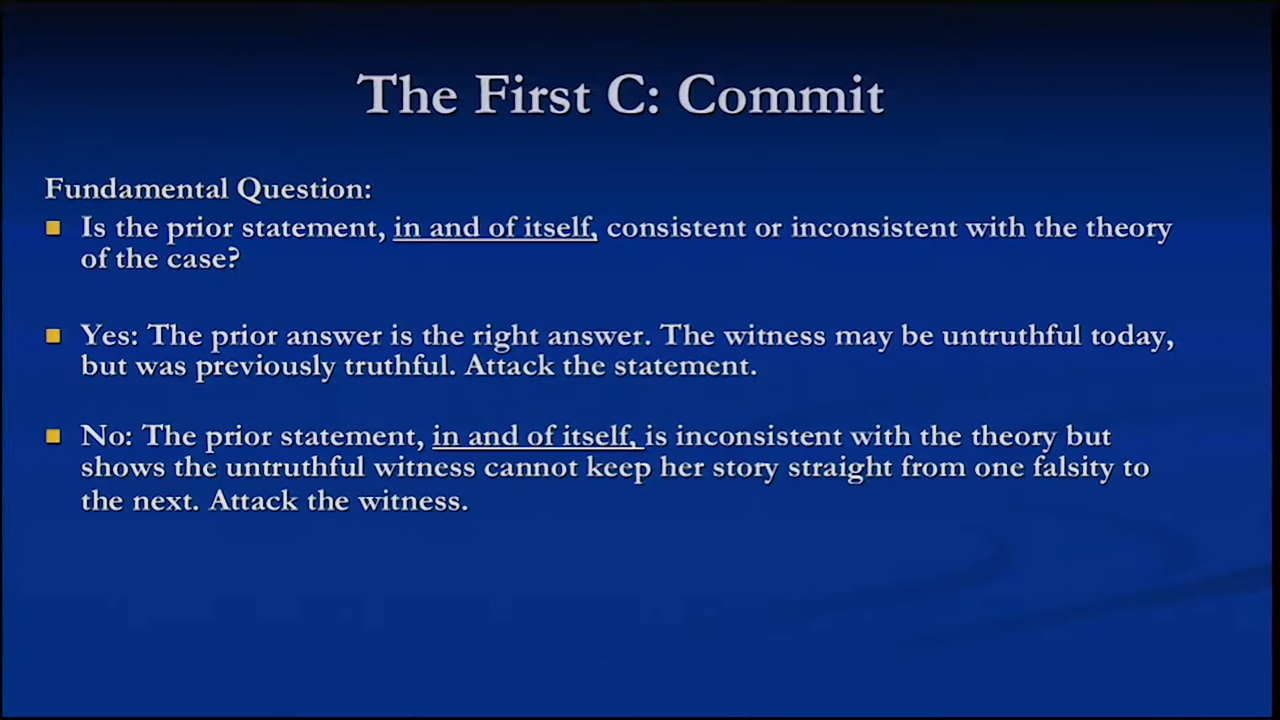 The First C: Commit
Fundamental Question:
Is the prior statement, in and of itself, consistent or inconsistent with the theory
of the case?
Yes: The prior answer is the right answer. The witness may be untruthful today,
but was previously truthful. Attack the statement.
No: The prior statement, in and of itself, is inconsistent with the theory but
shows the untruthful witness cannot keep her story straight from one falsity to
the next. Attack the witness.